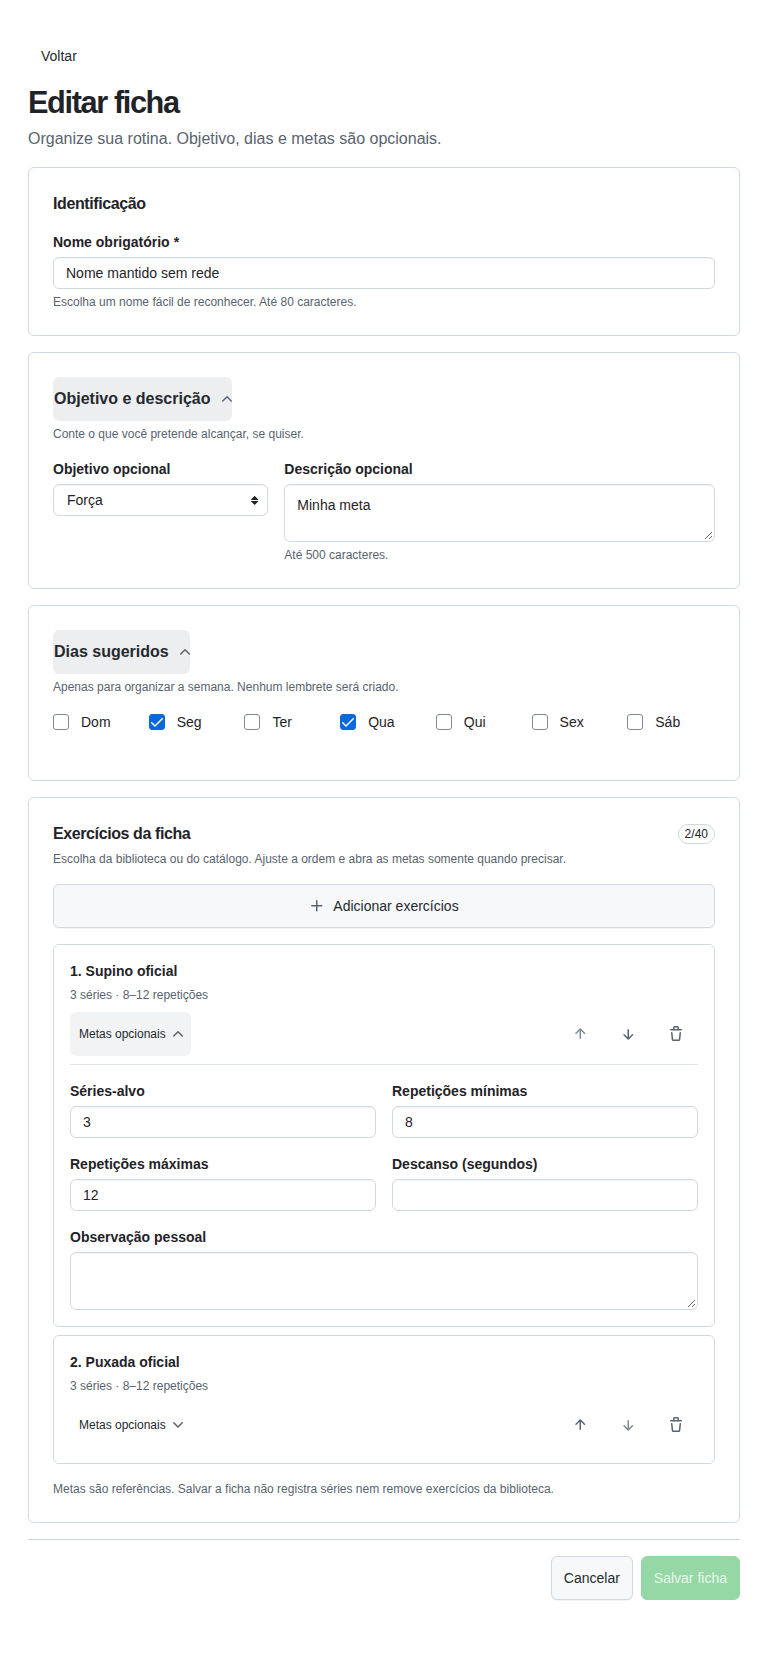 Voltar
Editar ficha
Organize sua rotina. Objetivo, dias e metas são opcionais.
Identificação
Nome obrigatório *
Nome mantido sem rede
Escolha um nome fácil de reconhecer. Até 80 caracteres.
Objetivo e descrição
Conte o que você pretende alcançar, se quiser.
Objetivo opcional
Força
Descrição opcional
Minha meta
Até 500 caracteres.
Dias sugeridos
Apenas para organizar a semana. Nenhum lembrete será criado.
Dom Seg Ter Qua Qui Sex Sáb
Exercícios da ficha 2/40
Escolha da biblioteca ou do catálogo. Ajuste a ordem e abra as metas somente quando precisar.
Adicionar exercícios
1. Supino oficial
3 séries · 8–12 repetições
Metas opcionais
Séries-alvo
3
Repetições mínimas
8
Repetições máximas
12
Descanso (segundos)
Observação pessoal
2. Puxada oficial
3 séries · 8–12 repetições
Metas opcionais
Metas são referências. Salvar a ficha não registra séries nem remove exercícios da biblioteca.
Cancelar Salvar ficha